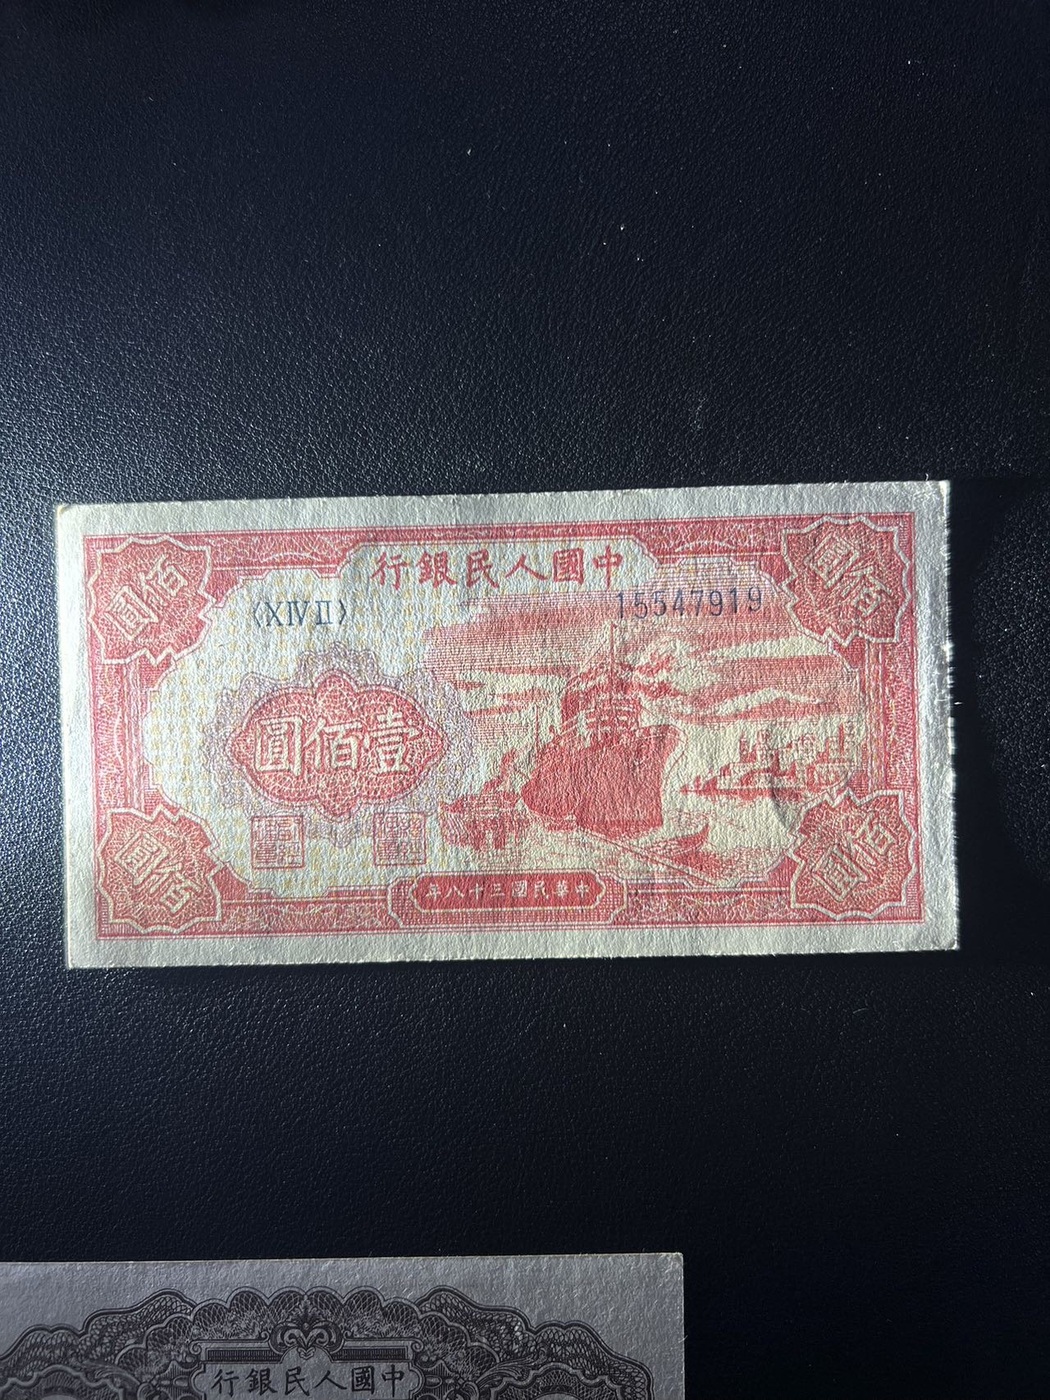 中國人民銀行
佰圓
佰圓
〈XIVII〉
15547919
壹佰圓
佰圓
佰圓
中華民國三十八年
中國人民銀行